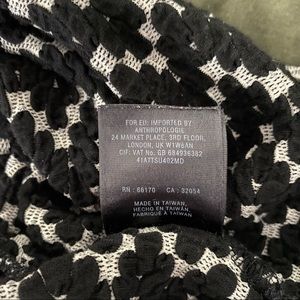 FOR EU: IMPORTED BY
ANTHROPOLOGIE
24 MARKET PLACE, 3RD FLOOR,
LONDON, UK W1W6AN
CIF: VAT No. GB 684936382
41ATTSU402MD
RN : 66170 CA : 32054
MADE IN TAIWAN,
HECHO EN TAIWAN,
FABRIQUÉ À TAIWAN